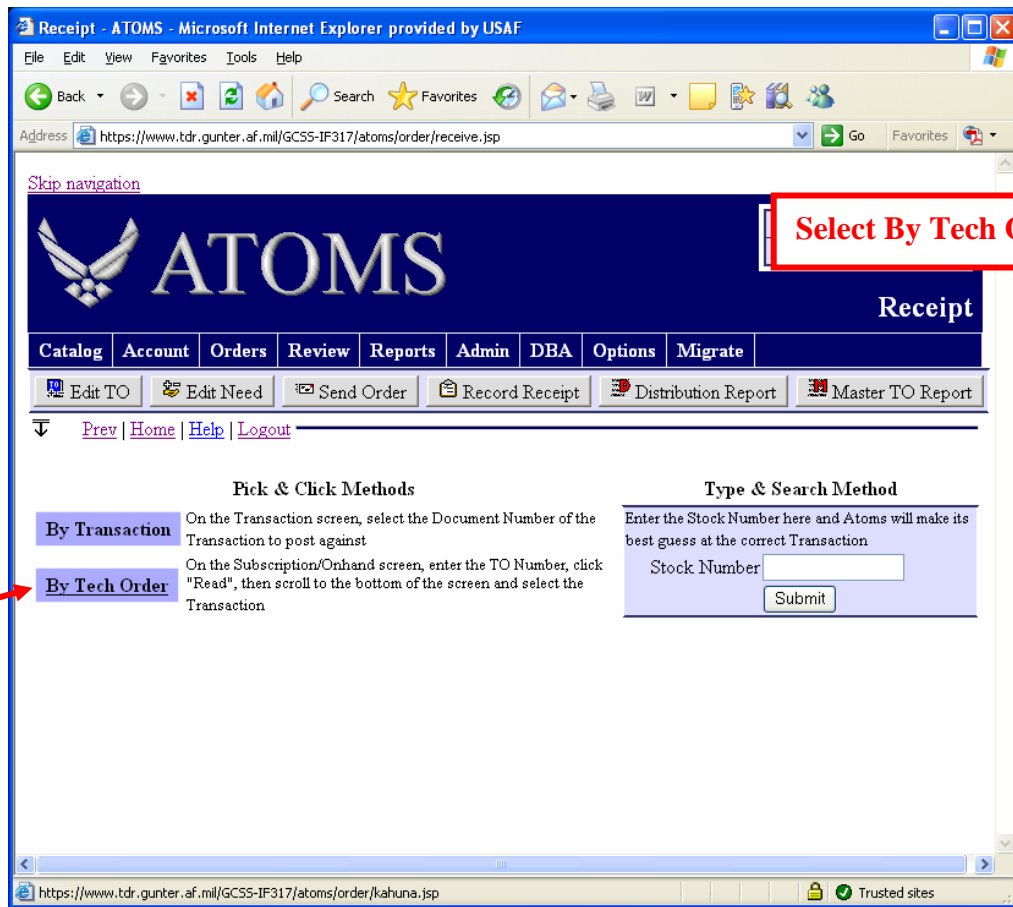 Receipt - ATOMS - Microsoft Internet Explorer provided by USAF
File Edit View Favorites Tools Help
Back Search Favorites
Address https://www.tdr.gunter.af.mil/GCSS-IF317/atoms/order/receive.jsp Go Favorites
Skip navigation
Select By Tech
ATOMS
Receipt
Catalog Account Orders Review Reports Admin DBA Options Migrate
Edit TO Edit Need Send Order Record Receipt Distribution Report Master TO Report
Prev | Home | Help | Logout
Pick & Click Methods
By Transaction
On the Transaction screen, select the Document Number of the
Transaction to post against
By Tech Order
On the Subscription/Onhand screen, enter the TO Number, click
"Read", then scroll to the bottom of the screen and select the
Transaction
Type & Search Method
Enter the Stock Number here and Atoms will make its
best guess at the correct Transaction
Stock Number
Submit
https://www.tdr.gunter.af.mil/GCSS-IF317/atoms/order/kahuna.jsp Trusted sites